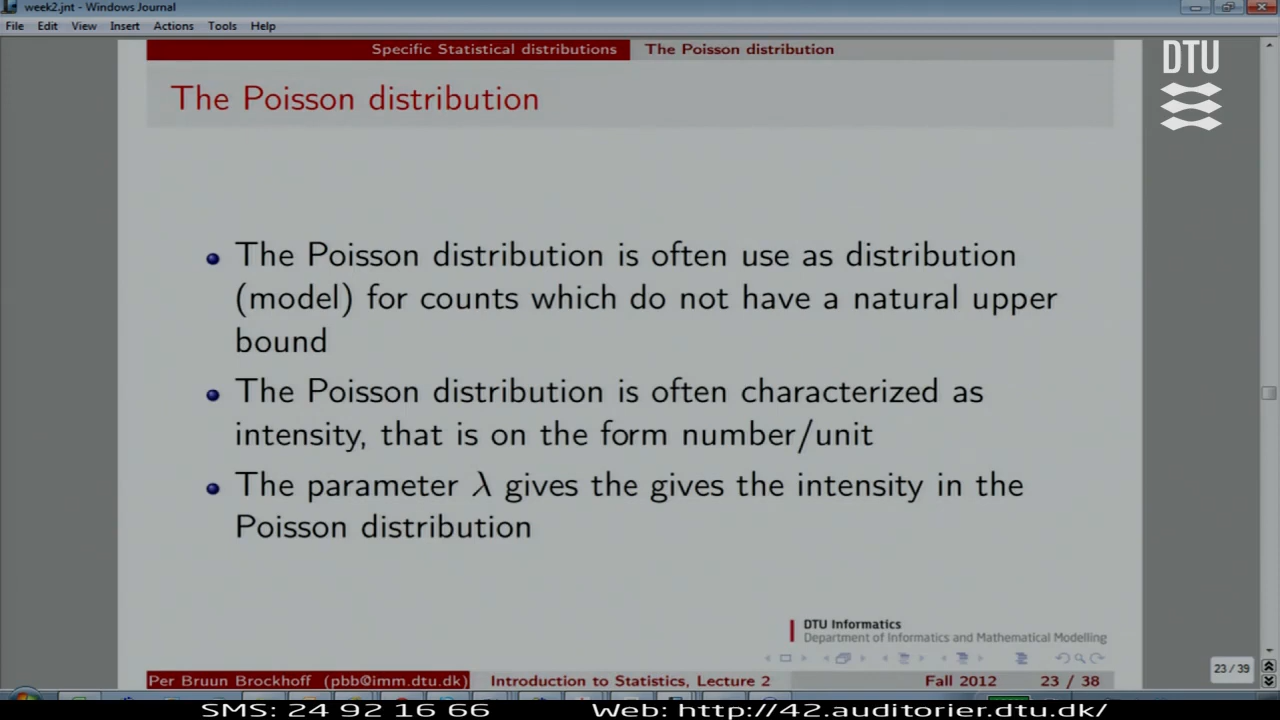 week2.jnt - Windows Journal
File Edit View Insert Actions Tools Help
Specific Statistical distributions The Poisson distribution
DTU
The Poisson distribution
The Poisson distribution is often use as distribution
(model) for counts which do not have a natural upper
bound
The Poisson distribution is often characterized as
intensity, that is on the form number/unit
The parameter λ gives the gives the intensity in the
Poisson distribution
DTU Informatics
Department of Informatics and Mathematical Modelling
23 / 39
Per Bruun Brockhoff (pbb@imm.dtu.dk) Introduction to Statistics, Lecture 2 Fall 2012 23 / 38
SMS: 24 92 16 66 Web: http://42.auditorier.dtu.dk/